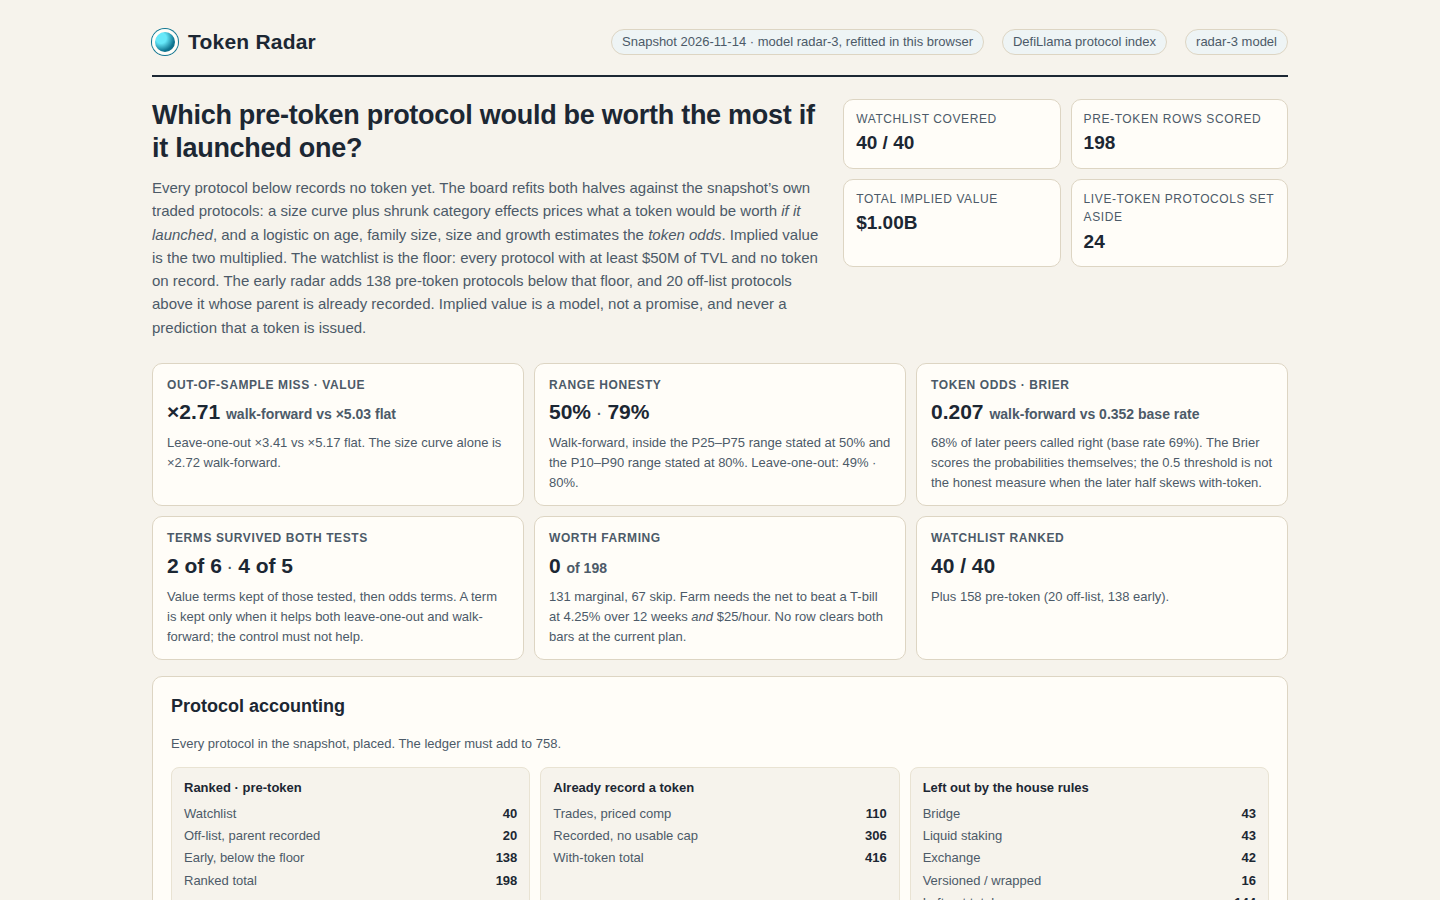 Token Radar
Snapshot 2026-11-14 · model radar-3, refitted in this browser
DefiLlama protocol index
radar-3 model
Which pre-token protocol would be worth the most if
it launched one?
Every protocol below records no token yet. The board refits both halves against the snapshot’s own
traded protocols: a size curve plus shrunk category effects prices what a token would be worth if it
launched, and a logistic on age, family size, size and growth estimates the token odds. Implied value
is the two multiplied. The watchlist is the floor: every protocol with at least $50M of TVL and no token
on record. The early radar adds 138 pre-token protocols below that floor, and 20 off-list protocols
above it whose parent is already recorded. Implied value is a model, not a promise, and never a
prediction that a token is issued.
WATCHLIST COVERED
40 / 40
PRE-TOKEN ROWS SCORED
198
TOTAL IMPLIED VALUE
$1.00B
LIVE-TOKEN PROTOCOLS SET
ASIDE
24
OUT-OF-SAMPLE MISS · VALUE
×2.71 walk-forward vs ×5.03 flat
Leave-one-out ×3.41 vs ×5.17 flat. The size curve alone is
×2.72 walk-forward.
RANGE HONESTY
50% · 79%
Walk-forward, inside the P25–P75 range stated at 50% and
the P10–P90 range stated at 80%. Leave-one-out: 49% ·
80%.
TOKEN ODDS · BRIER
0.207 walk-forward vs 0.352 base rate
68% of later peers called right (base rate 69%). The Brier
scores the probabilities themselves; the 0.5 threshold is not
the honest measure when the later half skews with-token.
TERMS SURVIVED BOTH TESTS
2 of 6 · 4 of 5
Value terms kept of those tested, then odds terms. A term
is kept only when it helps both leave-one-out and walk-
forward; the control must not help.
WORTH FARMING
0 of 198
131 marginal, 67 skip. Farm needs the net to beat a T-bill
at 4.25% over 12 weeks and $25/hour. No row clears both
bars at the current plan.
WATCHLIST RANKED
40 / 40
Plus 158 pre-token (20 off-list, 138 early).
Protocol accounting
Every protocol in the snapshot, placed. The ledger must add to 758.
Ranked · pre-token
Watchlist 40
Off-list, parent recorded 20
Early, below the floor 138
Ranked total 198
Already record a token
Trades, priced comp 110
Recorded, no usable cap 306
With-token total 416
Left out by the house rules
Bridge 43
Liquid staking 43
Exchange 42
Versioned / wrapped 16